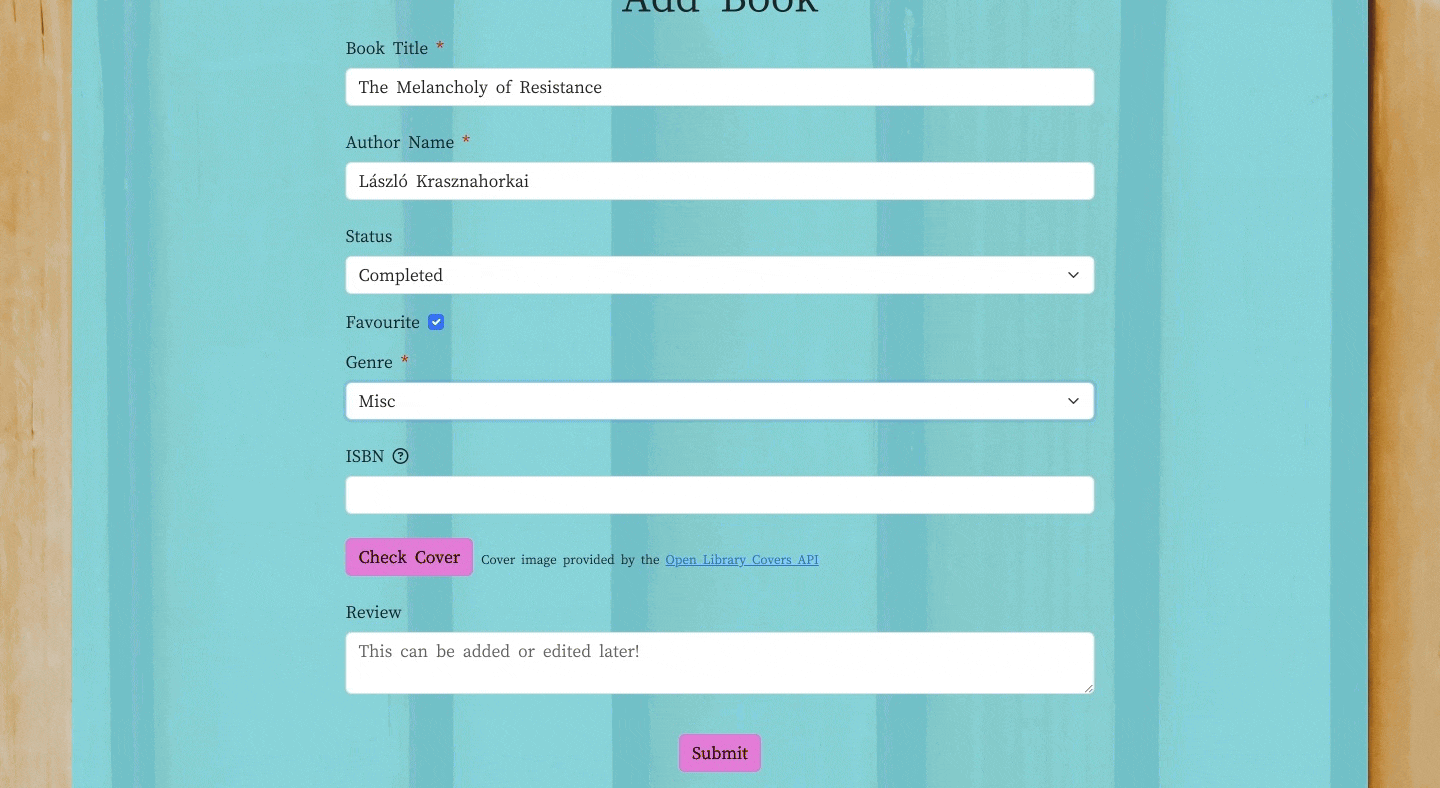 Add Book
Book Title *
The Melancholy of Resistance
Author Name *
László Krasznahorkai
Status
Completed
Favourite
Genre *
Misc
ISBN
Check Cover Cover image provided by the Open Library Covers API
Review
This can be added or edited later!
Submit